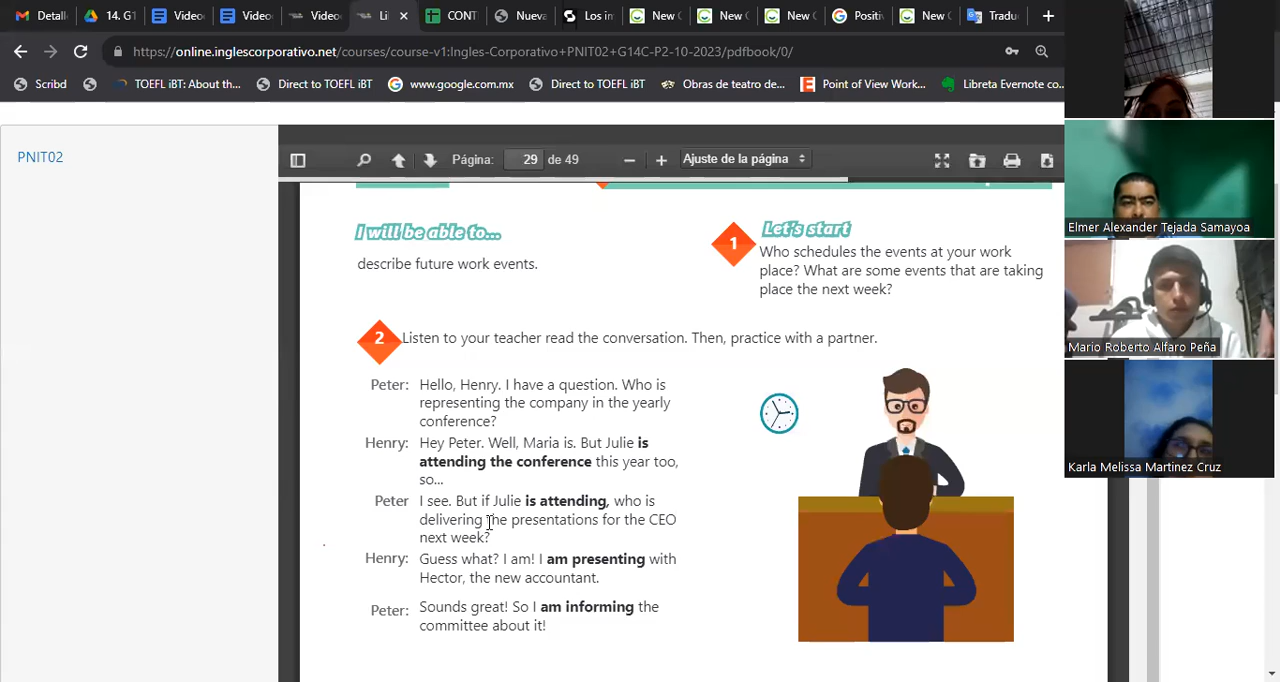 Detall
14. G1
Video
Video
Video
Li
CONT
Nueva
Los in
New C
New C
New C
Positiv
New C
Tradu
https://online.inglescorporativo.net/courses/course-v1:Ingles-Corporativo+PNIT02+G14C-P2-10-2023/pdfbook/0/
Scribd
TOEFL iBT: About th...
Direct to TOEFL iBT
www.google.com.mx
Direct to TOEFL iBT
Obras de teatro de...
Point of View Work...
Libreta Evernote co...
PNIT02
Página: 29 de 49
Ajuste de la página
I will be able to...
describe future work events.
1
Let's start
Who schedules the events at your work
place? What are some events that are taking
place the next week?
2
Listen to your teacher read the conversation. Then, practice with a partner.
Peter: Hello, Henry. I have a question. Who is
representing the company in the yearly
conference?
Henry: Hey Peter. Well, Maria is. But Julie is
attending the conference this year too,
so...
Peter I see. But if Julie is attending, who is
delivering the presentations for the CEO
next week?
Henry: Guess what? I am! I am presenting with
Hector, the new accountant.
Peter: Sounds great! So I am informing the
committee about it!
Elmer Alexander Tejada Samayoa
Mario Roberto Alfaro Peña
Karla Melissa Martinez Cruz